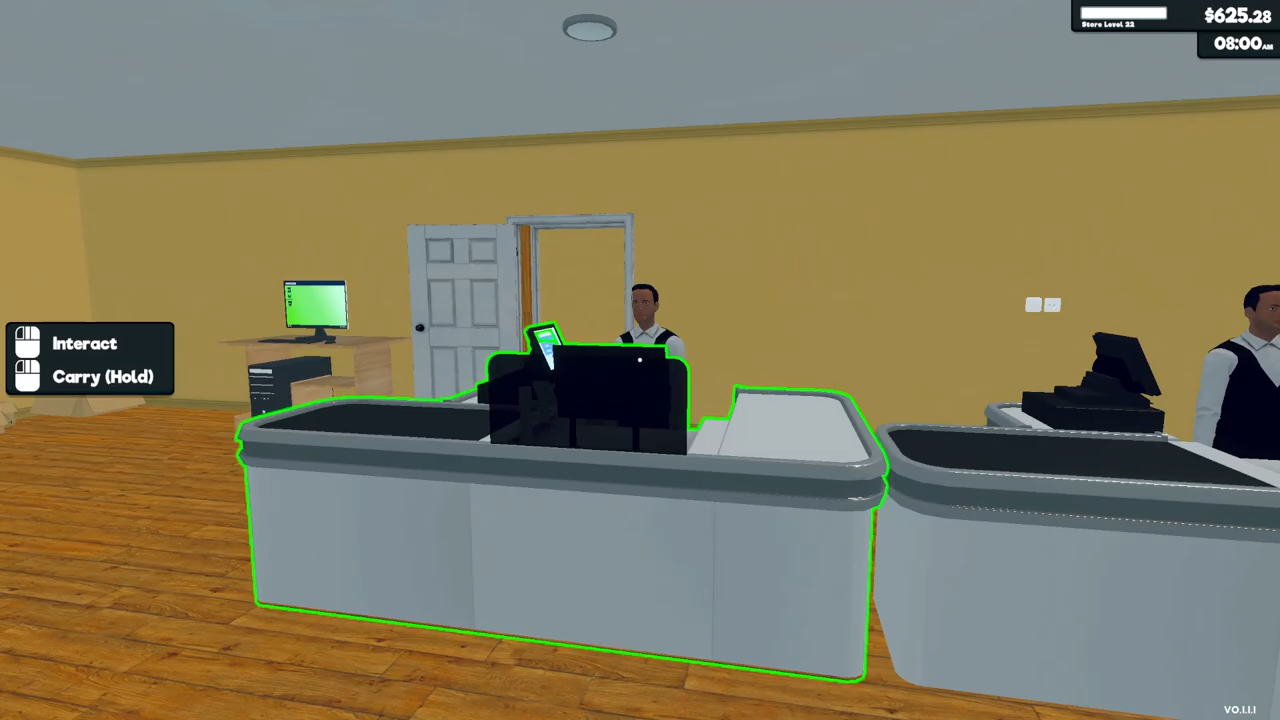 $625.28
Store Level 22
08:00AM
Interact
Carry (Hold)
V0.1.1.1